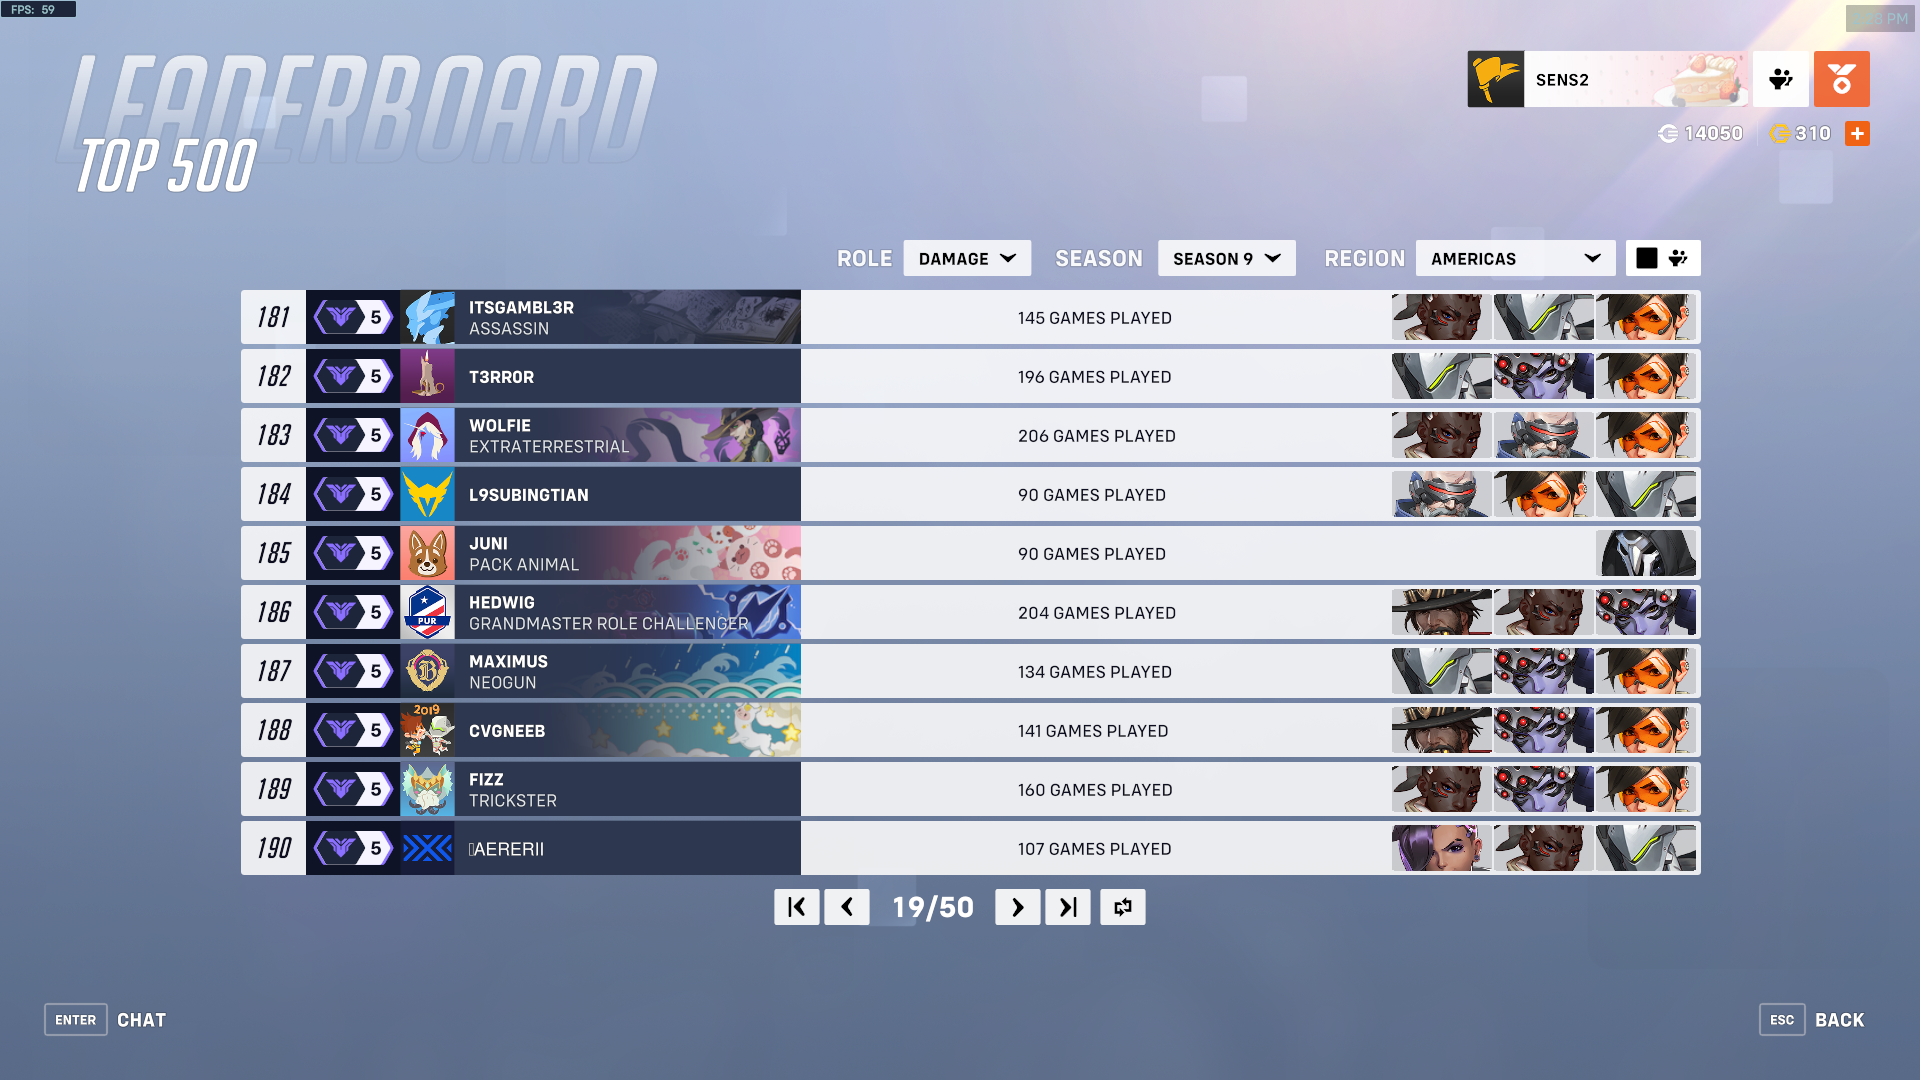 FPS: 59
LEADERBOARD
TOP 500
SENS2
14050
310
ROLE DAMAGE SEASON SEASON 9 REGION AMERICAS
181 5 ITSGAMBL3R
ASSASSIN
145 GAMES PLAYED
182 5 T3RR0R
196 GAMES PLAYED
183 5 WOLFIE
EXTRATERRESTRIAL
206 GAMES PLAYED
184 5 L9SUBINGTIAN
90 GAMES PLAYED
185 5 JUNI
PACK ANIMAL
90 GAMES PLAYED
186 5 PUR HEDWIG
GRANDMASTER ROLE CHALLENGER
204 GAMES PLAYED
187 5 B MAXIMUS
NEOGUN
134 GAMES PLAYED
188 5 2019 CVGNEEB
141 GAMES PLAYED
189 5 FIZZ
TRICKSTER
160 GAMES PLAYED
190 5 AERERII
107 GAMES PLAYED
19/50
ENTER CHAT
ESC BACK